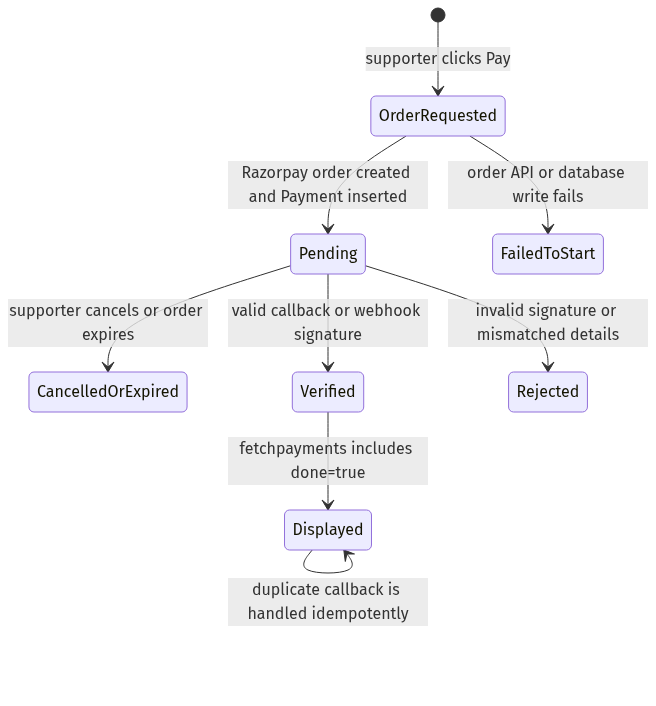 supporter clicks Pay
OrderRequested
Razorpay order created
and Payment inserted
order API or database
write fails
Pending
FailedToStart
supporter cancels or order
expires
valid callback or webhook
signature
invalid signature or
mismatched details
CancelledOrExpired
Verified
Rejected
fetchpayments includes
done=true
Displayed
duplicate callback is
handled idempotently